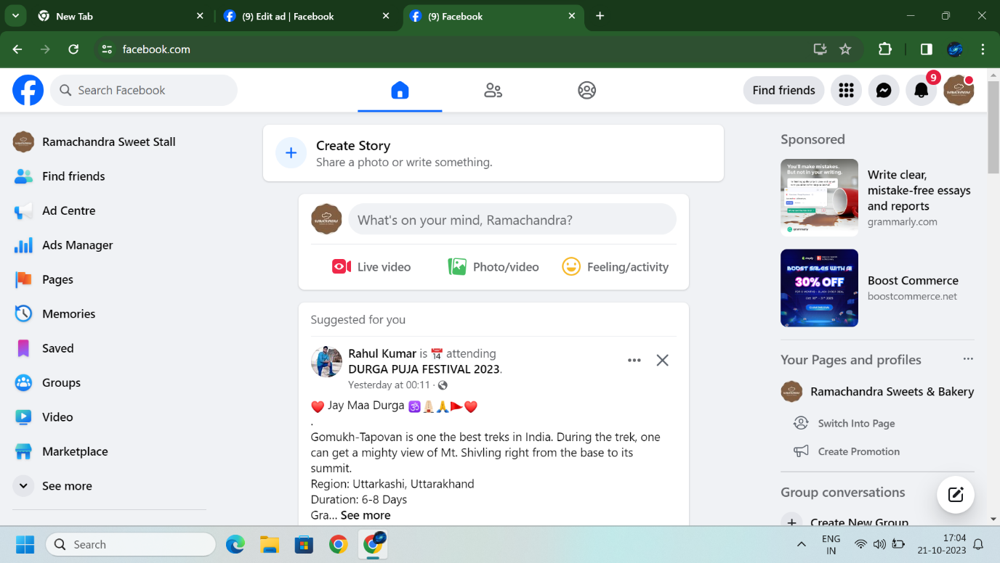 New Tab
(9) Edit ad | Facebook
(9) Facebook
facebook.com
Search Facebook
Find friends
9
Ramachandra Sweet Stall
Find friends
Ad Centre
Ads Manager
Pages
Memories
Saved
Groups
Video
Marketplace
See more
Create Story
Share a photo or write something.
What's on your mind, Ramachandra?
Live video
Photo/video
Feeling/activity
Suggested for you
Rahul Kumar is 📅 attending
DURGA PUJA FESTIVAL 2023.
Yesterday at 00:11 ·
❤️ Jay Maa Durga 🕉️🛕🙏🚩❤️
.
Gomukh-Tapovan is one the best treks in India. During the trek, one
can get a mighty view of Mt. Shivling right from the base to its
summit.
Region: Uttarkashi, Uttarakhand
Duration: 6-8 Days
Gra... See more
Sponsored
You'll make mistakes.
But not in your writing.
grammarly
Write clear,
mistake-free essays
and reports
grammarly.com
shopify
BOOST SALES WITH AI
30% OFF
Boost Commerce
boostcommerce.net
Your Pages and profiles
Ramachandra Sweets & Bakery
Switch Into Page
Create Promotion
Group conversations
Create New Group
Search
ENG
IN
17:04
21-10-2023